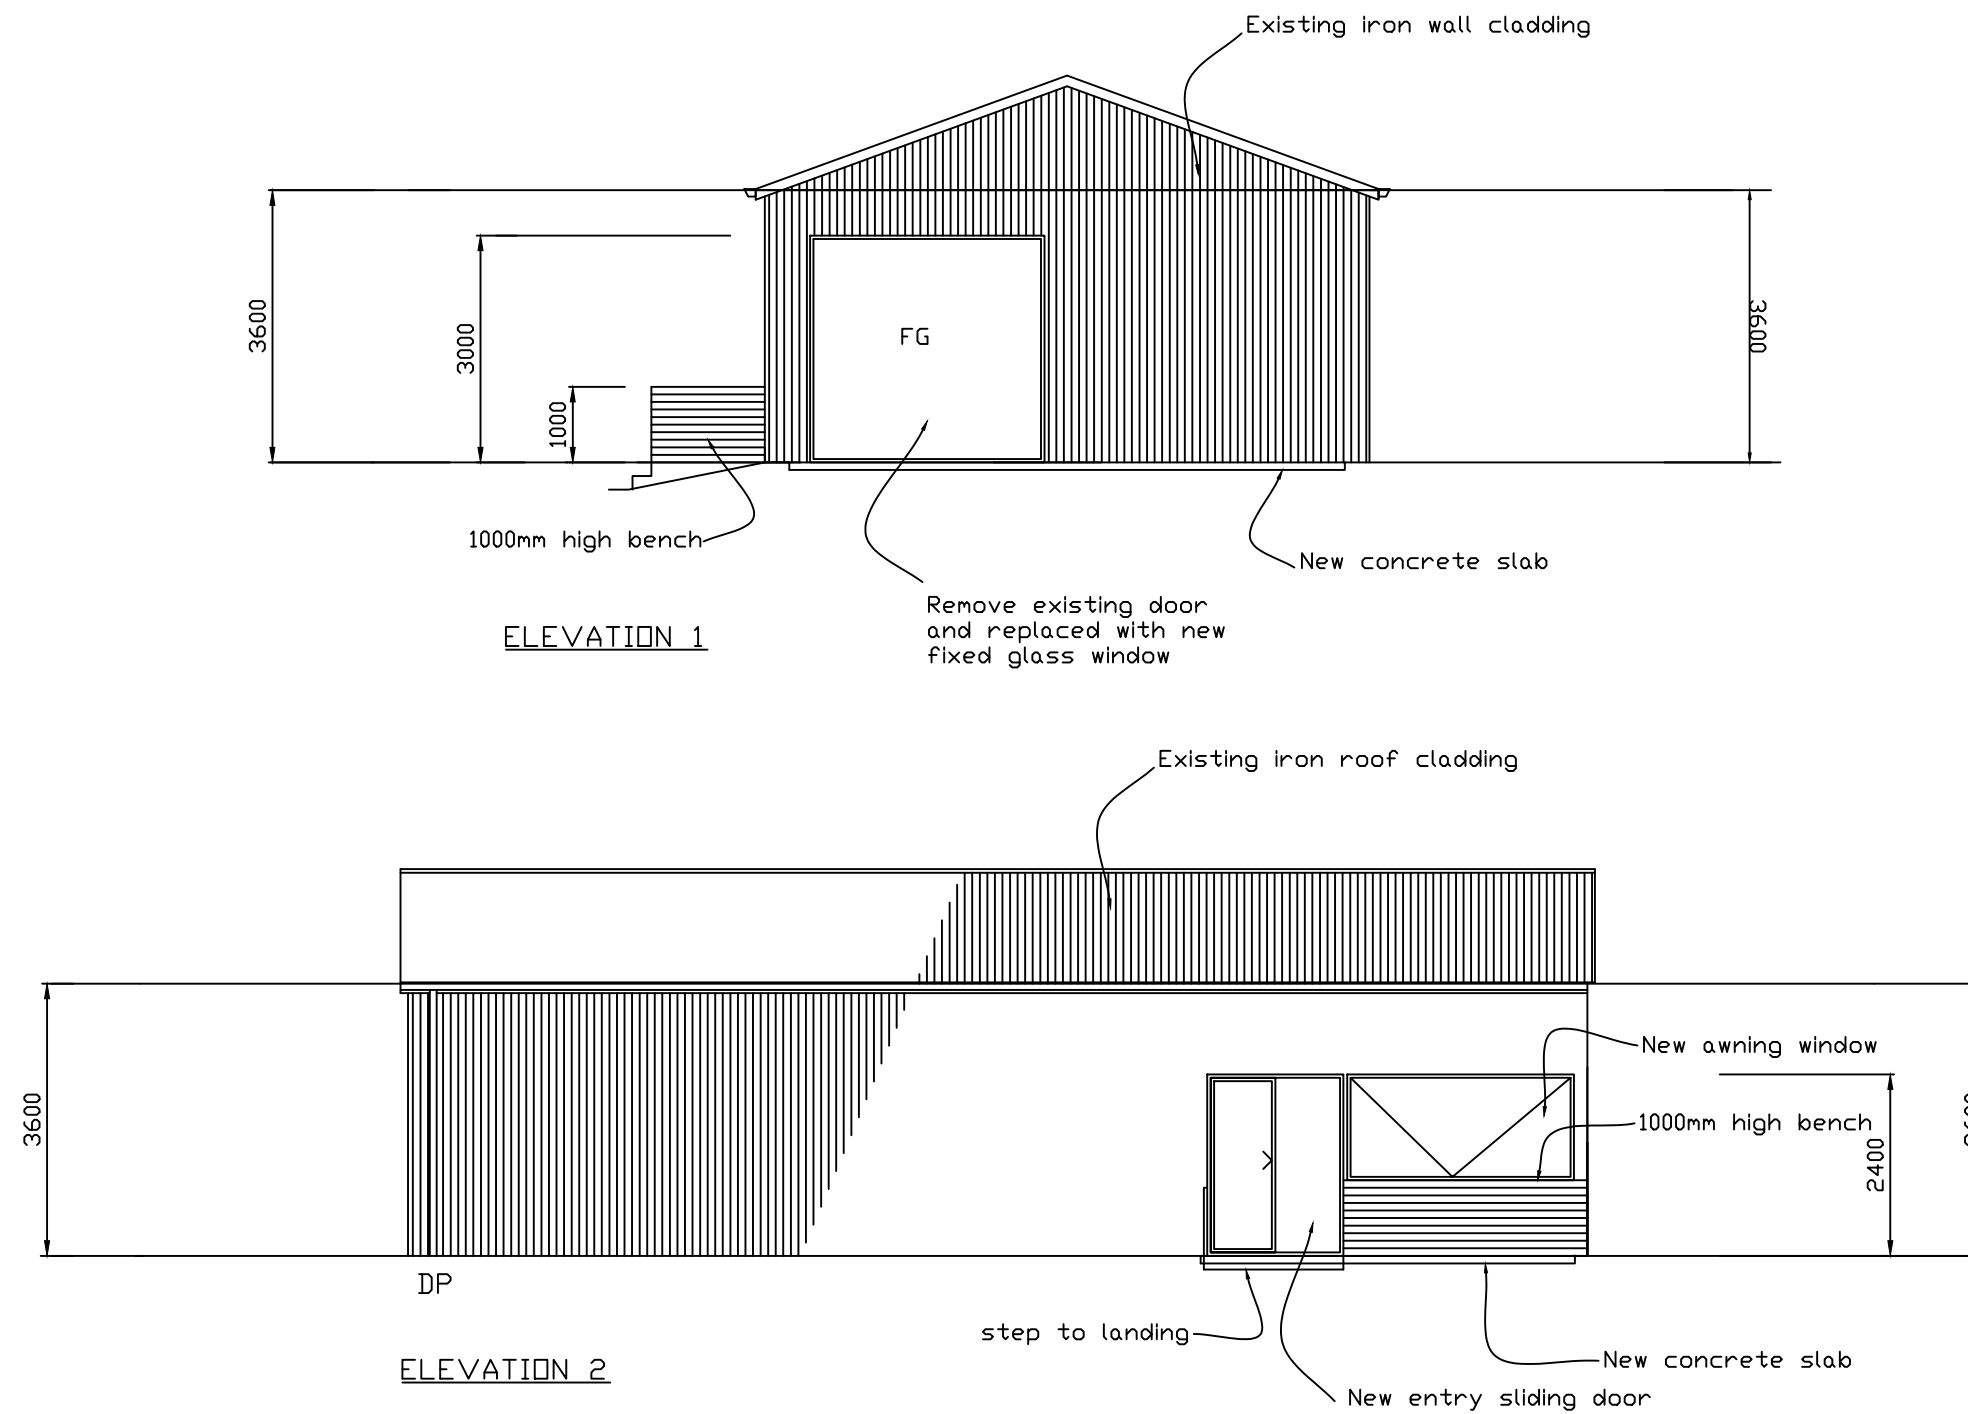 Existing iron wall cladding
3600
3000
1000
FG
3600
1000mm high bench
New concrete slab
Remove existing door
and replaced with new
fixed glass window
ELEVATION 1
Existing iron roof cladding
New awning window
1000mm high bench
3600
2400
DP
step to landing
New concrete slab
New entry sliding door
ELEVATION 2